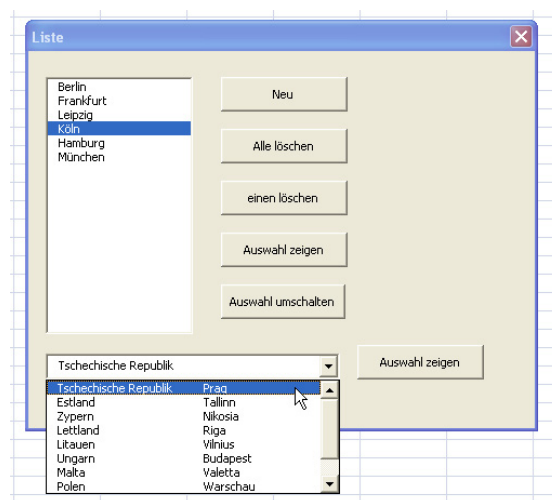 Liste
Berlin
Frankfurt
Leipzig
Köln
Hamburg
München
Neu
Alle löschen
einen löschen
Auswahl zeigen
Auswahl umschalten
Tschechische Republik
Auswahl zeigen
Tschechische Republik Prag
Estland Tallinn
Zypern Nikosia
Lettland Riga
Litauen Vilnius
Ungarn Budapest
Malta Valetta
Polen Warschau